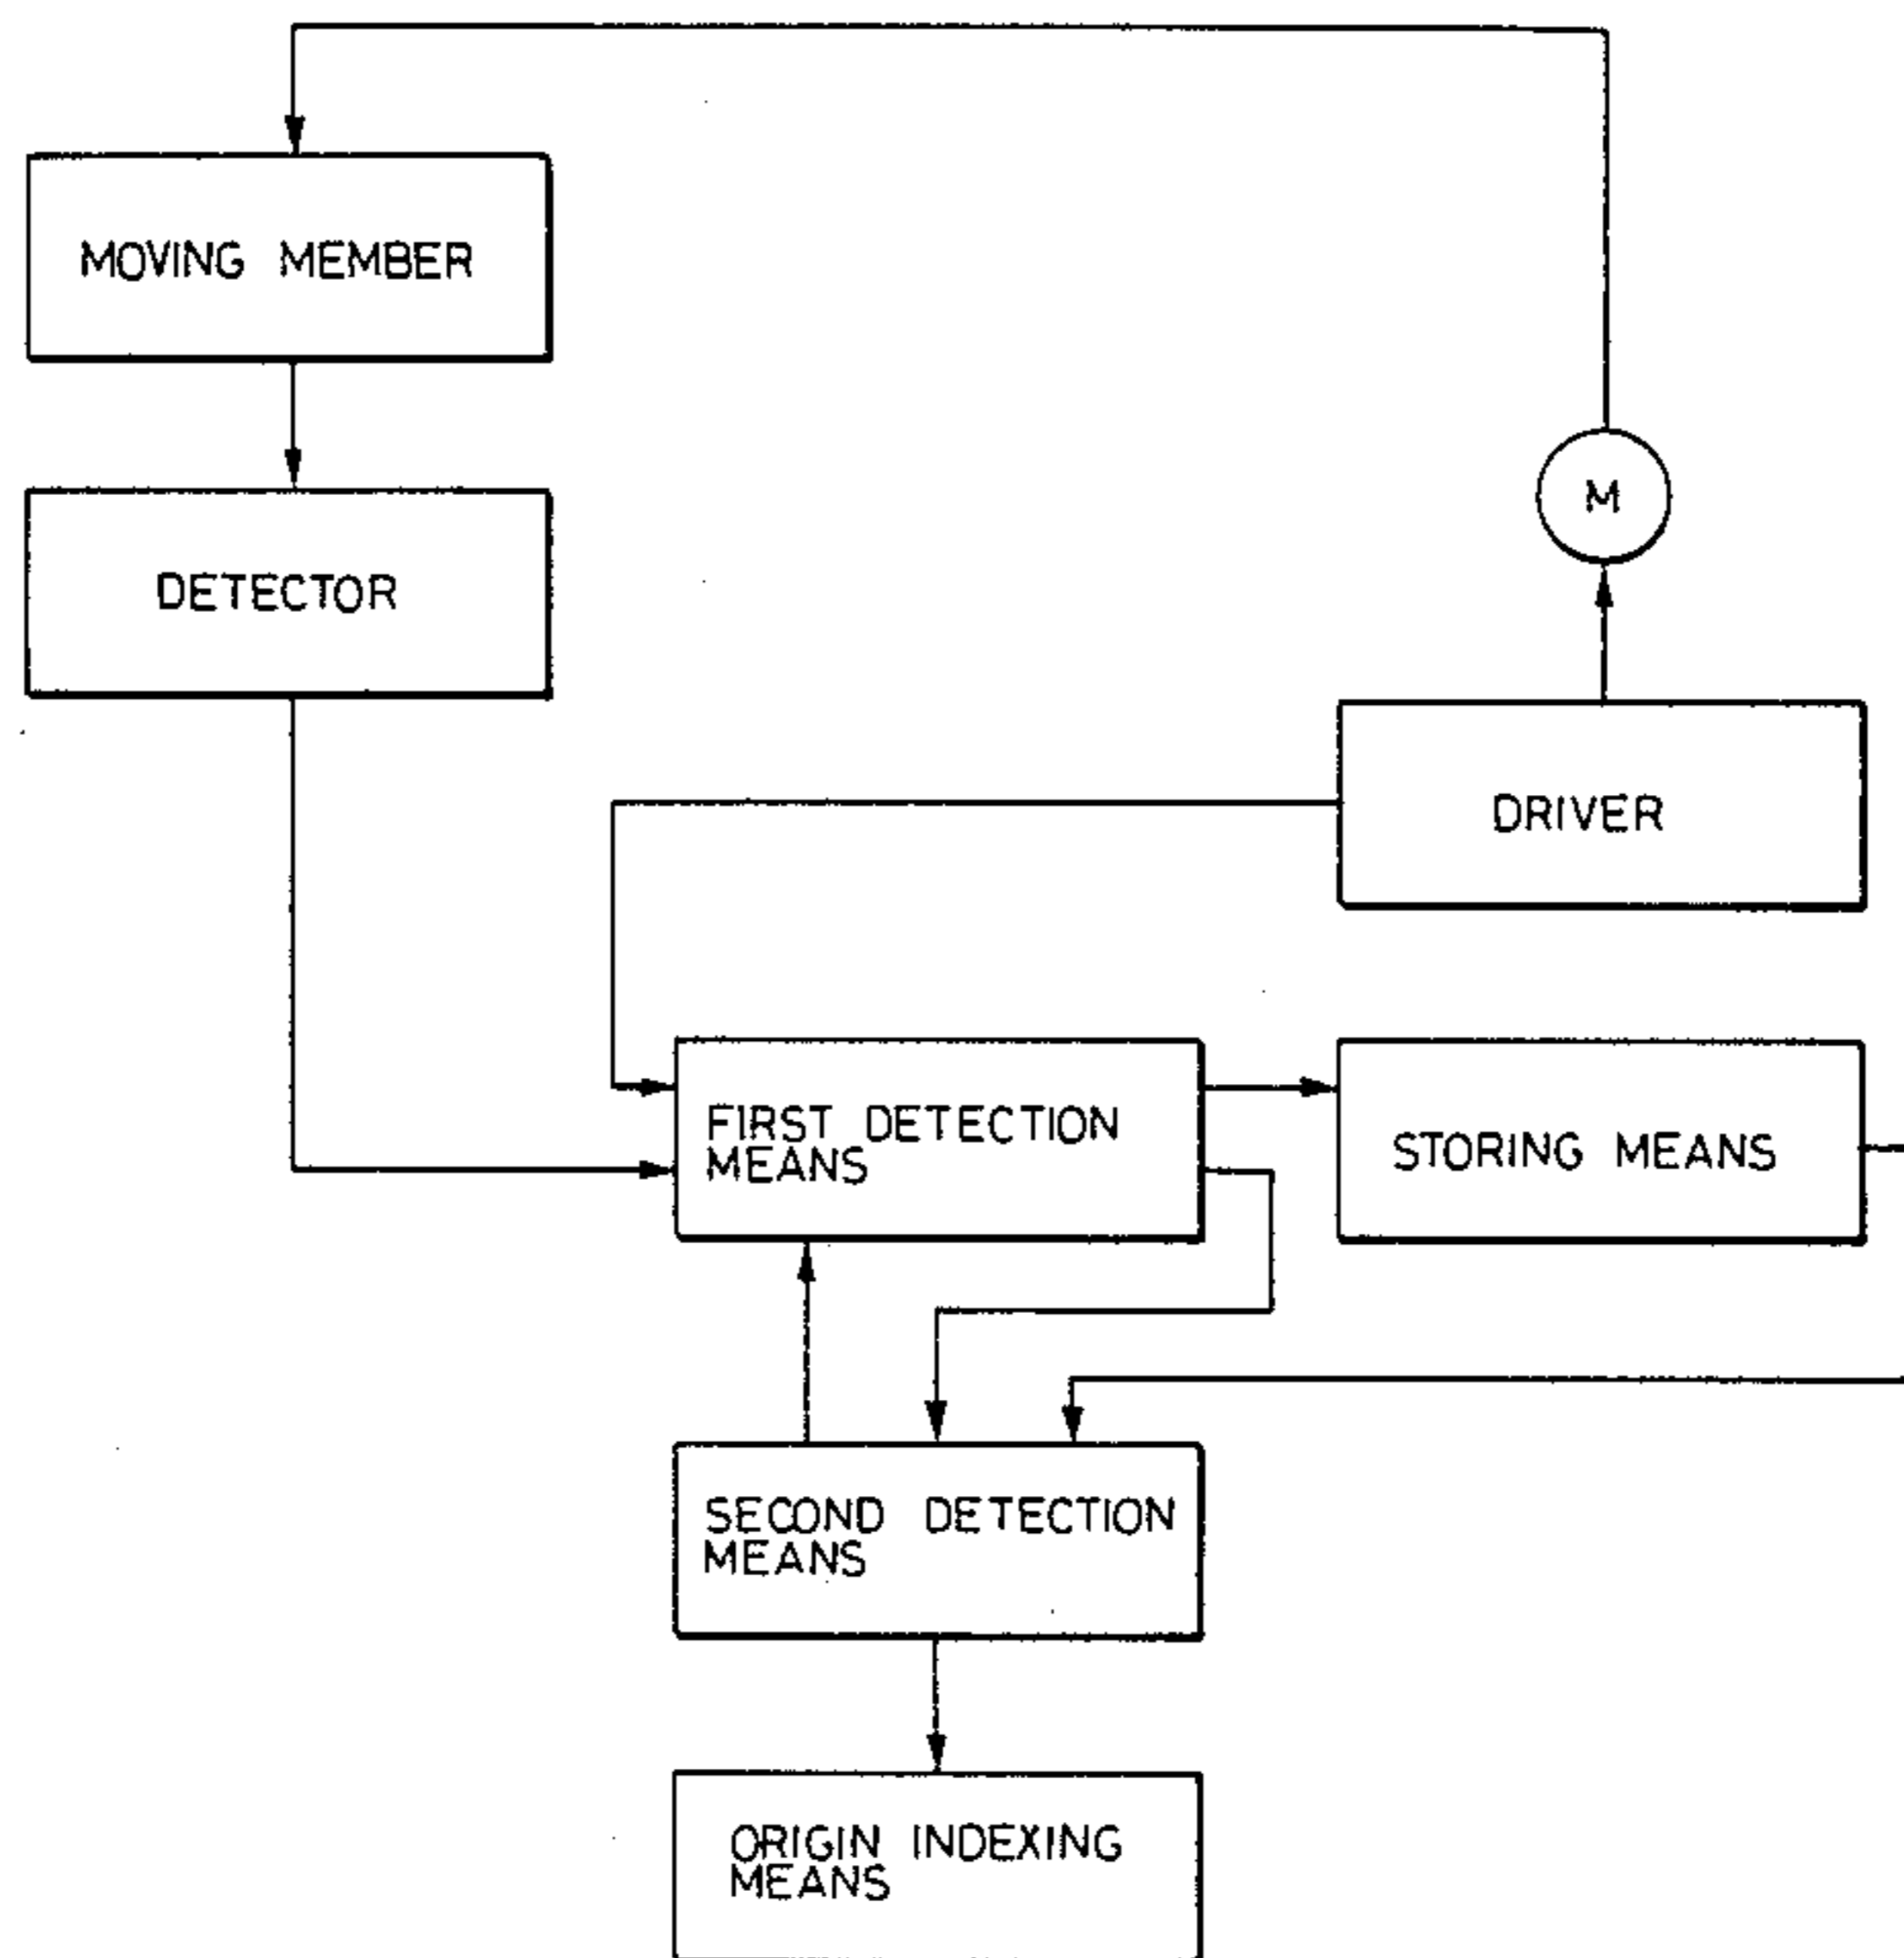 MOVING MEMBER
DETECTOR
M
DRIVER
FIRST DETECTION
MEANS
STORING MEANS
SECOND DETECTION
MEANS
ORIGIN INDEXING
MEANS